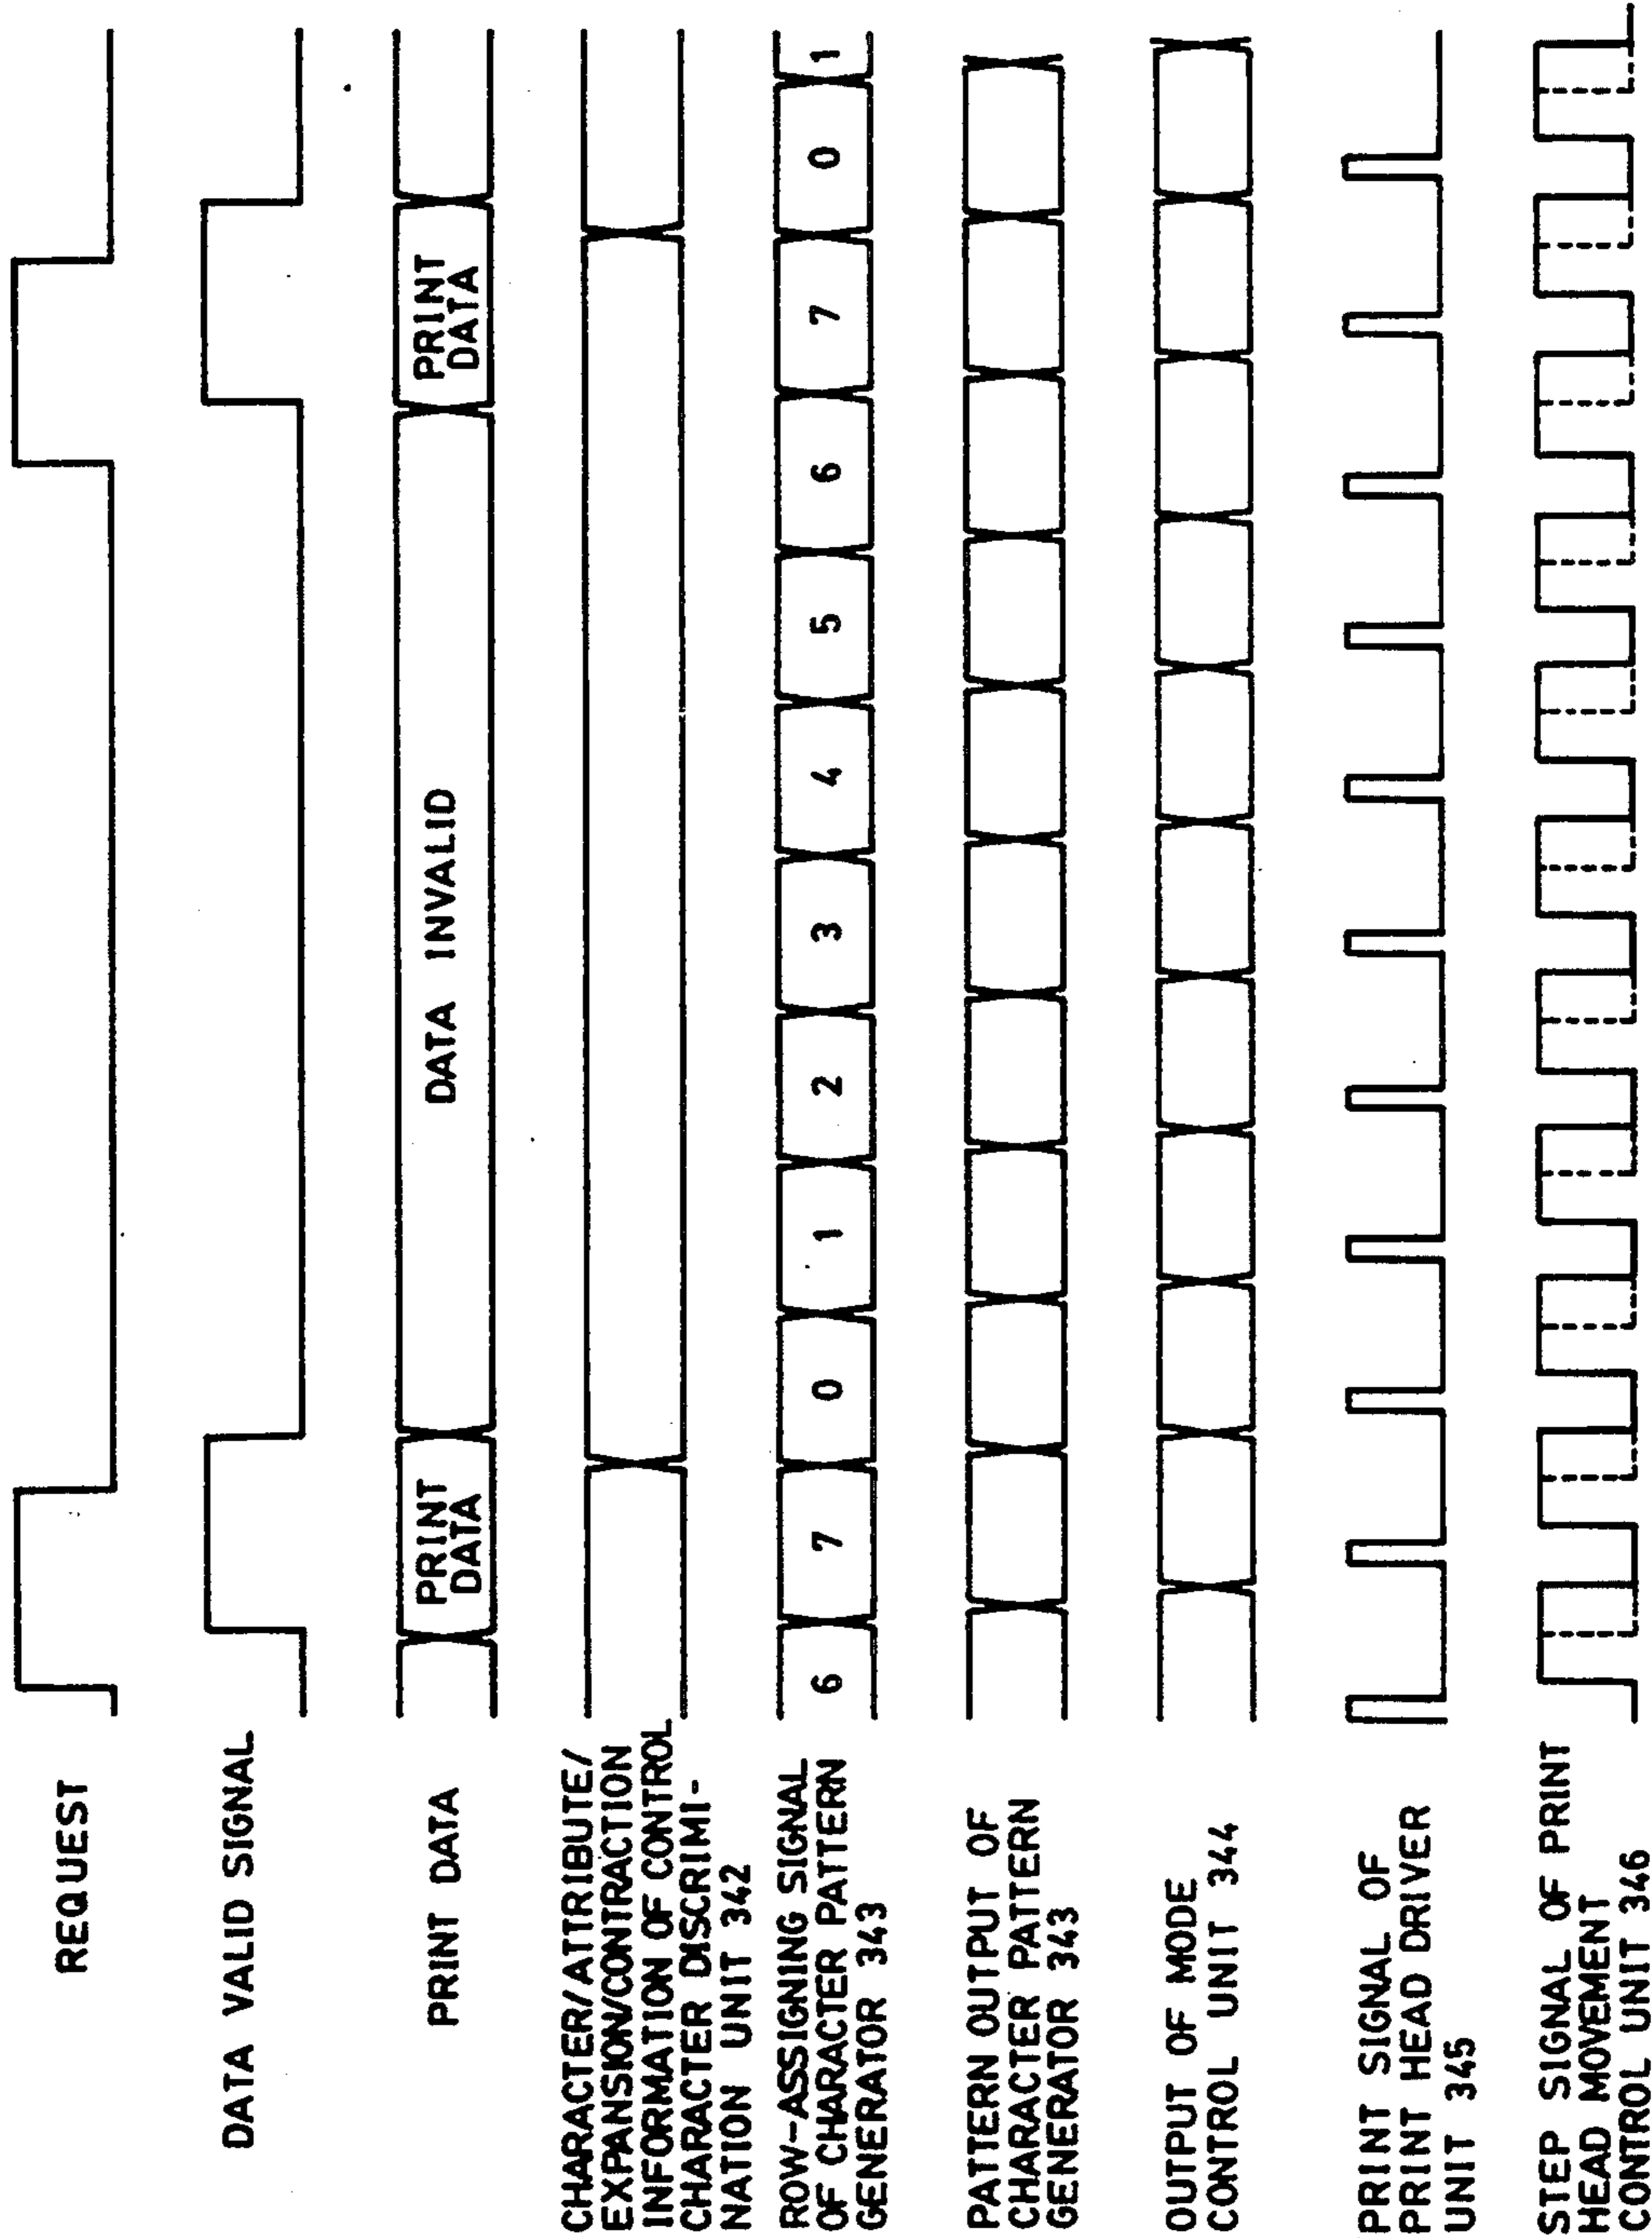 REQUEST
DATA VALID SIGNAL
PRINT DATA
PRINT
DATA
DATA INVALID
PRINT
DATA
CHARACTER/ATTRIBUTE/
EXPANSION/CONTRACTION
INFORMATION OF CONTROL
CHARACTER DISCRIMI-
NATION UNIT 342
ROW-ASSIGNING SIGNAL
OF CHARACTER PATTERN
GENERATOR 343
6 7 0 1 2 3 4 5 6 7 0 1
PATTERN OUTPUT OF
CHARACTER PATTERN
GENERATOR 343
OUTPUT OF MODE
CONTROL UNIT 344
PRINT SIGNAL OF
PRINT HEAD DRIVER
UNIT 345
STEP SIGNAL OF PRINT
HEAD MOVEMENT
CONTROL UNIT 346